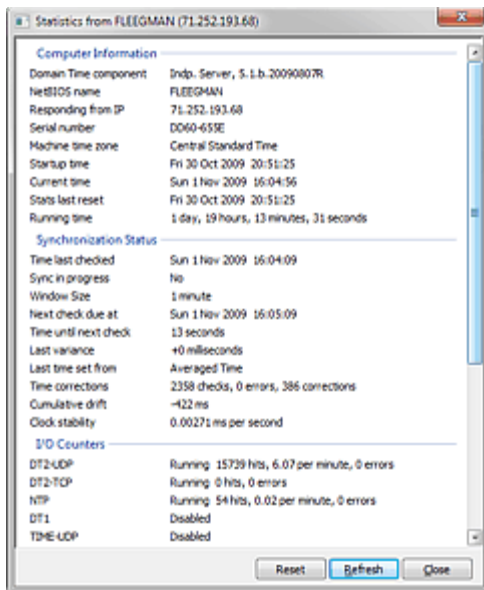 Statistics from FLEEGMAN (71.252.193.68)
Computer Information
Domain Time component Indp. Server, 5.1.b.20090807R
NetBIOS name FLEEGMAN
Responding from IP 71.252.193.68
Serial number DD60-655E
Machine time zone Central Standard Time
Startup time Fri 30 Oct 2009 20:51:25
Current time Sun 1 Nov 2009 16:04:56
Stats last reset Fri 30 Oct 2009 20:51:25
Running time 1 day, 19 hours, 13 minutes, 31 seconds
Synchronization Status
Time last checked Sun 1 Nov 2009 16:04:09
Sync in progress No
Window Size 1 minute
Next check due at Sun 1 Nov 2009 16:05:09
Time until next check 13 seconds
Last variance +0 milliseconds
Last time set from Averaged Time
Time corrections 2358 checks, 0 errors, 386 corrections
Cumulative drift -422 ms
Clock stability 0.00271 ms per second
I/O Counters
DT2-UDP Running 15739 hits, 6.07 per minute, 0 errors
DT2-TCP Running 0 hits, 0 errors
NTP Running 54 hits, 0.02 per minute, 0 errors
DT1 Disabled
TIME-UDP Disabled
Reset Refresh Close